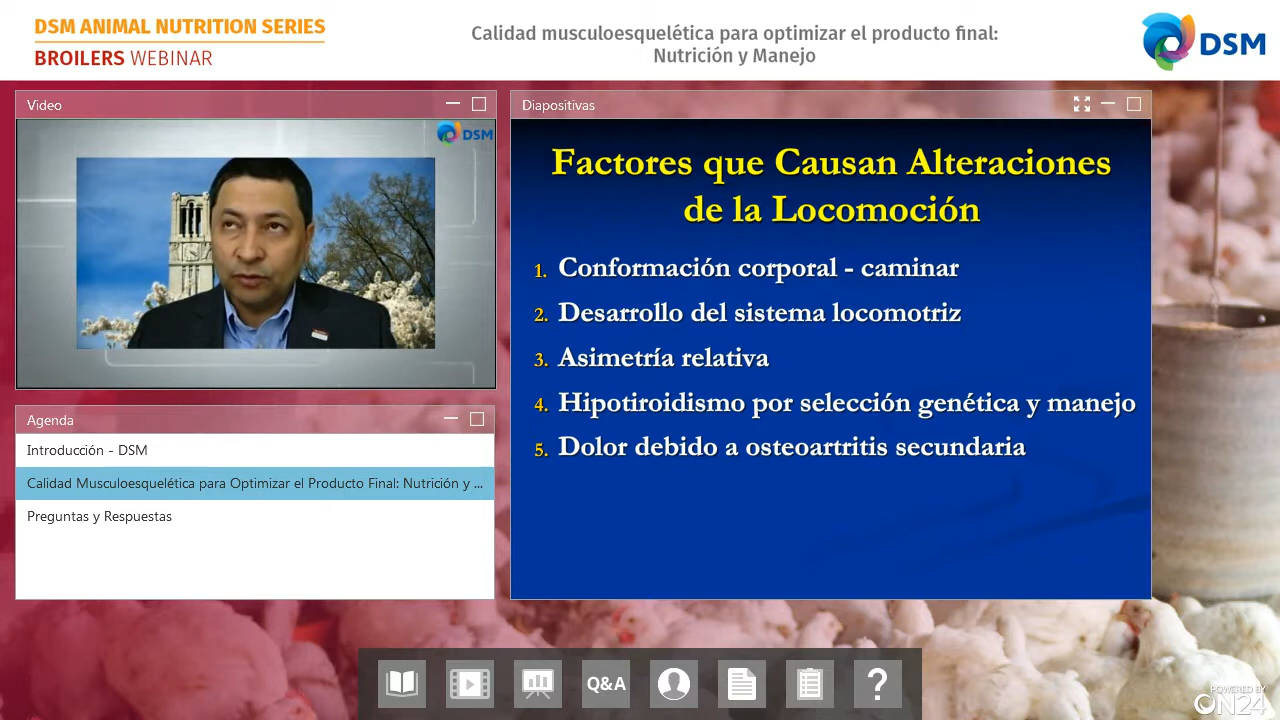 DSM ANIMAL NUTRITION SERIES
BROILERS WEBINAR
Calidad musculoesquelética para optimizar el producto final:
Nutrición y Manejo
DSM
Video
DSM
Diapositivas
Factores que Causan Alteraciones
de la Locomoción
1. Conformación corporal - caminar
2. Desarrollo del sistema locomotriz
3. Asimetría relativa
4. Hipotiroidismo por selección genética y manejo
5. Dolor debido a osteoartritis secundaria
Agenda
Introducción - DSM
Calidad Musculoesquelética para Optimizar el Producto Final: Nutrición y ...
Preguntas y Respuestas
Q&A
?
POWERED BY
ON24